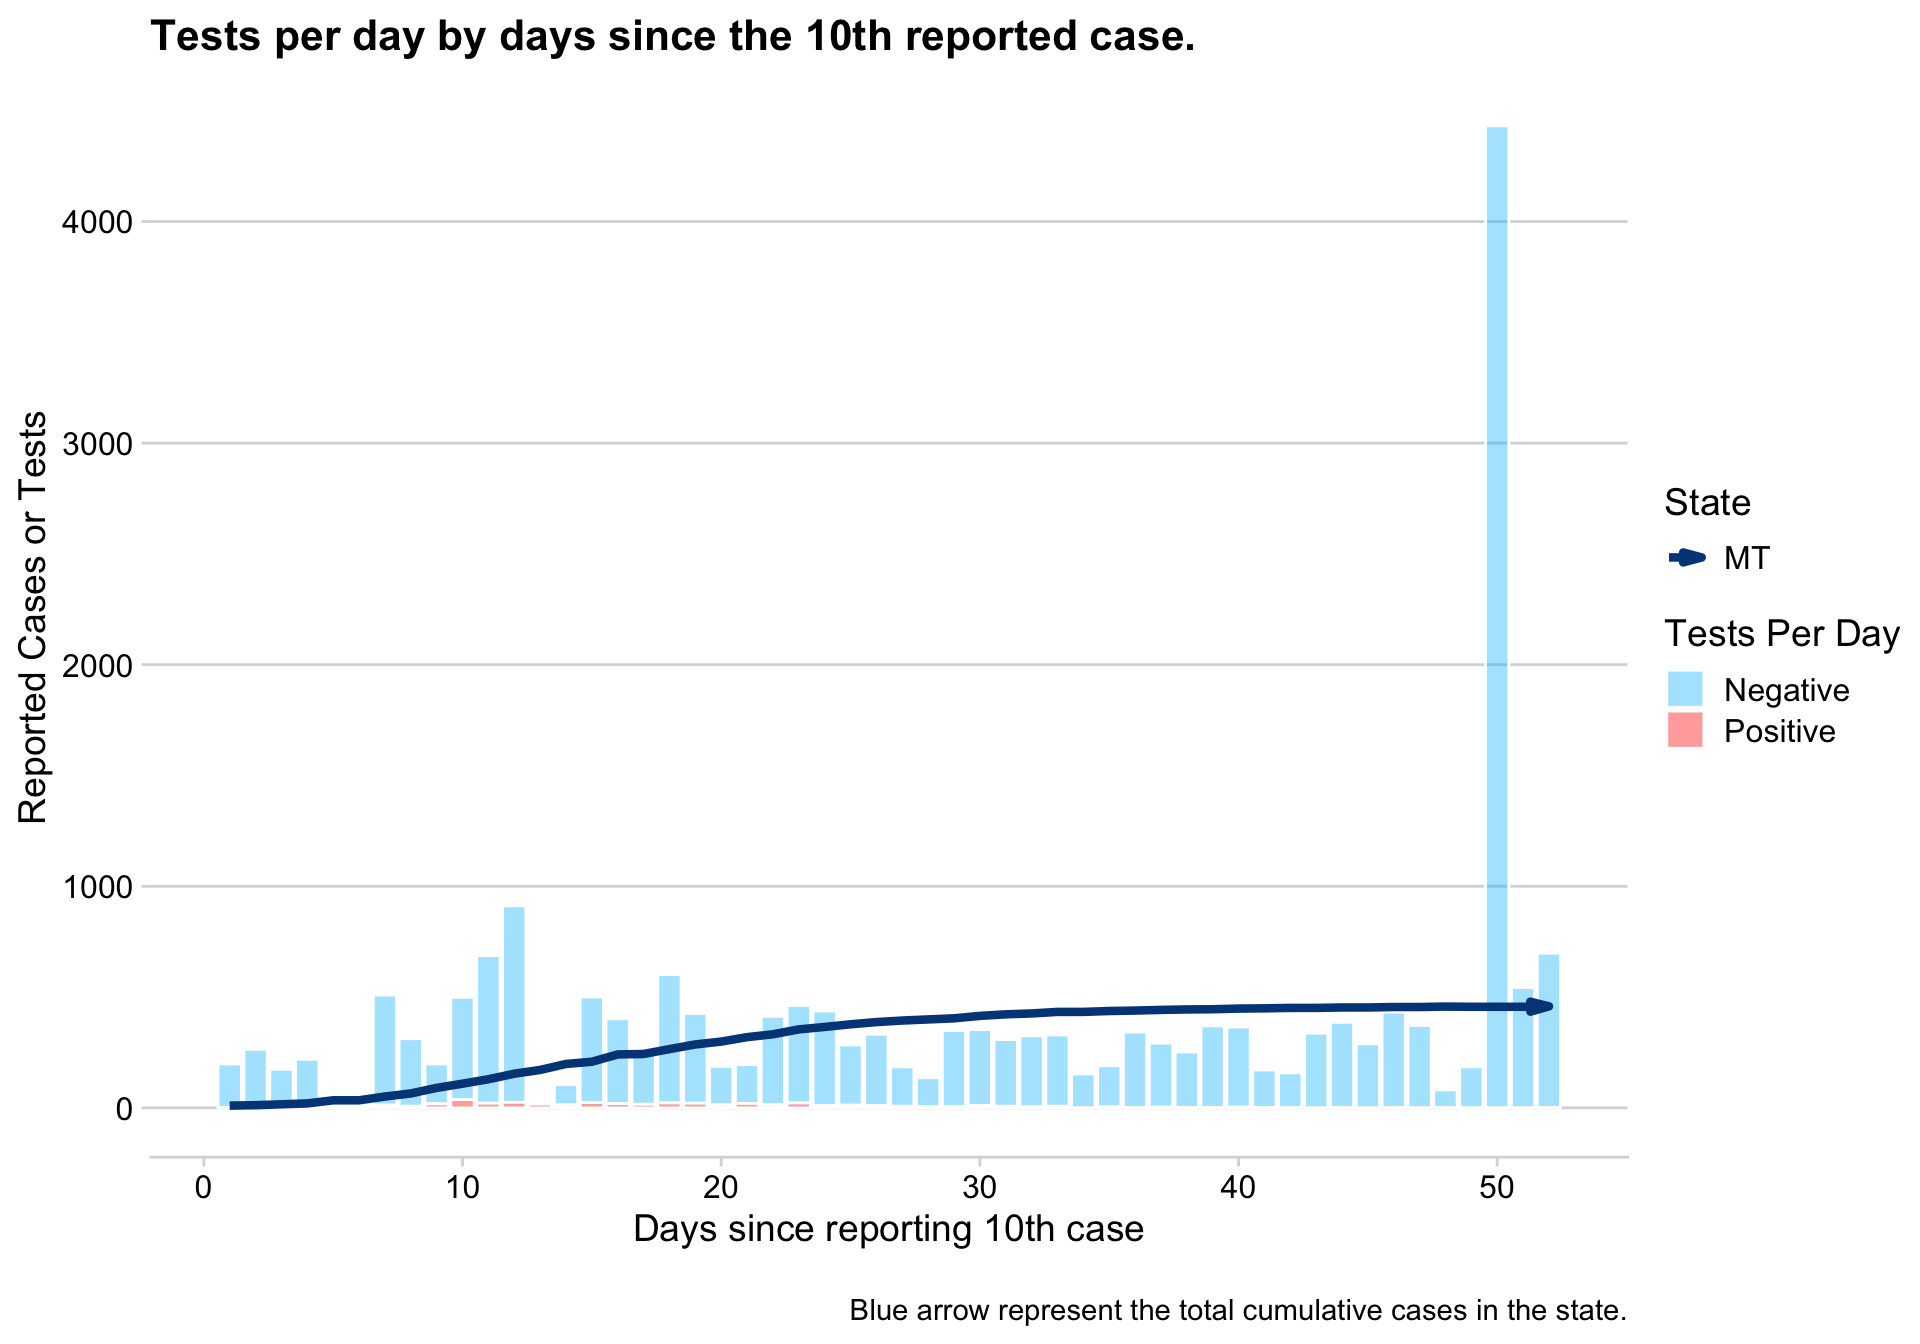 Tests per day by days since the 10th reported case.
Reported Cases or Tests
4000
3000
2000
1000
0
0 10 20 30 40 50
Days since reporting 10th case
State
MT
Tests Per Day
Negative
Positive
Blue arrow represent the total cumulative cases in the state.